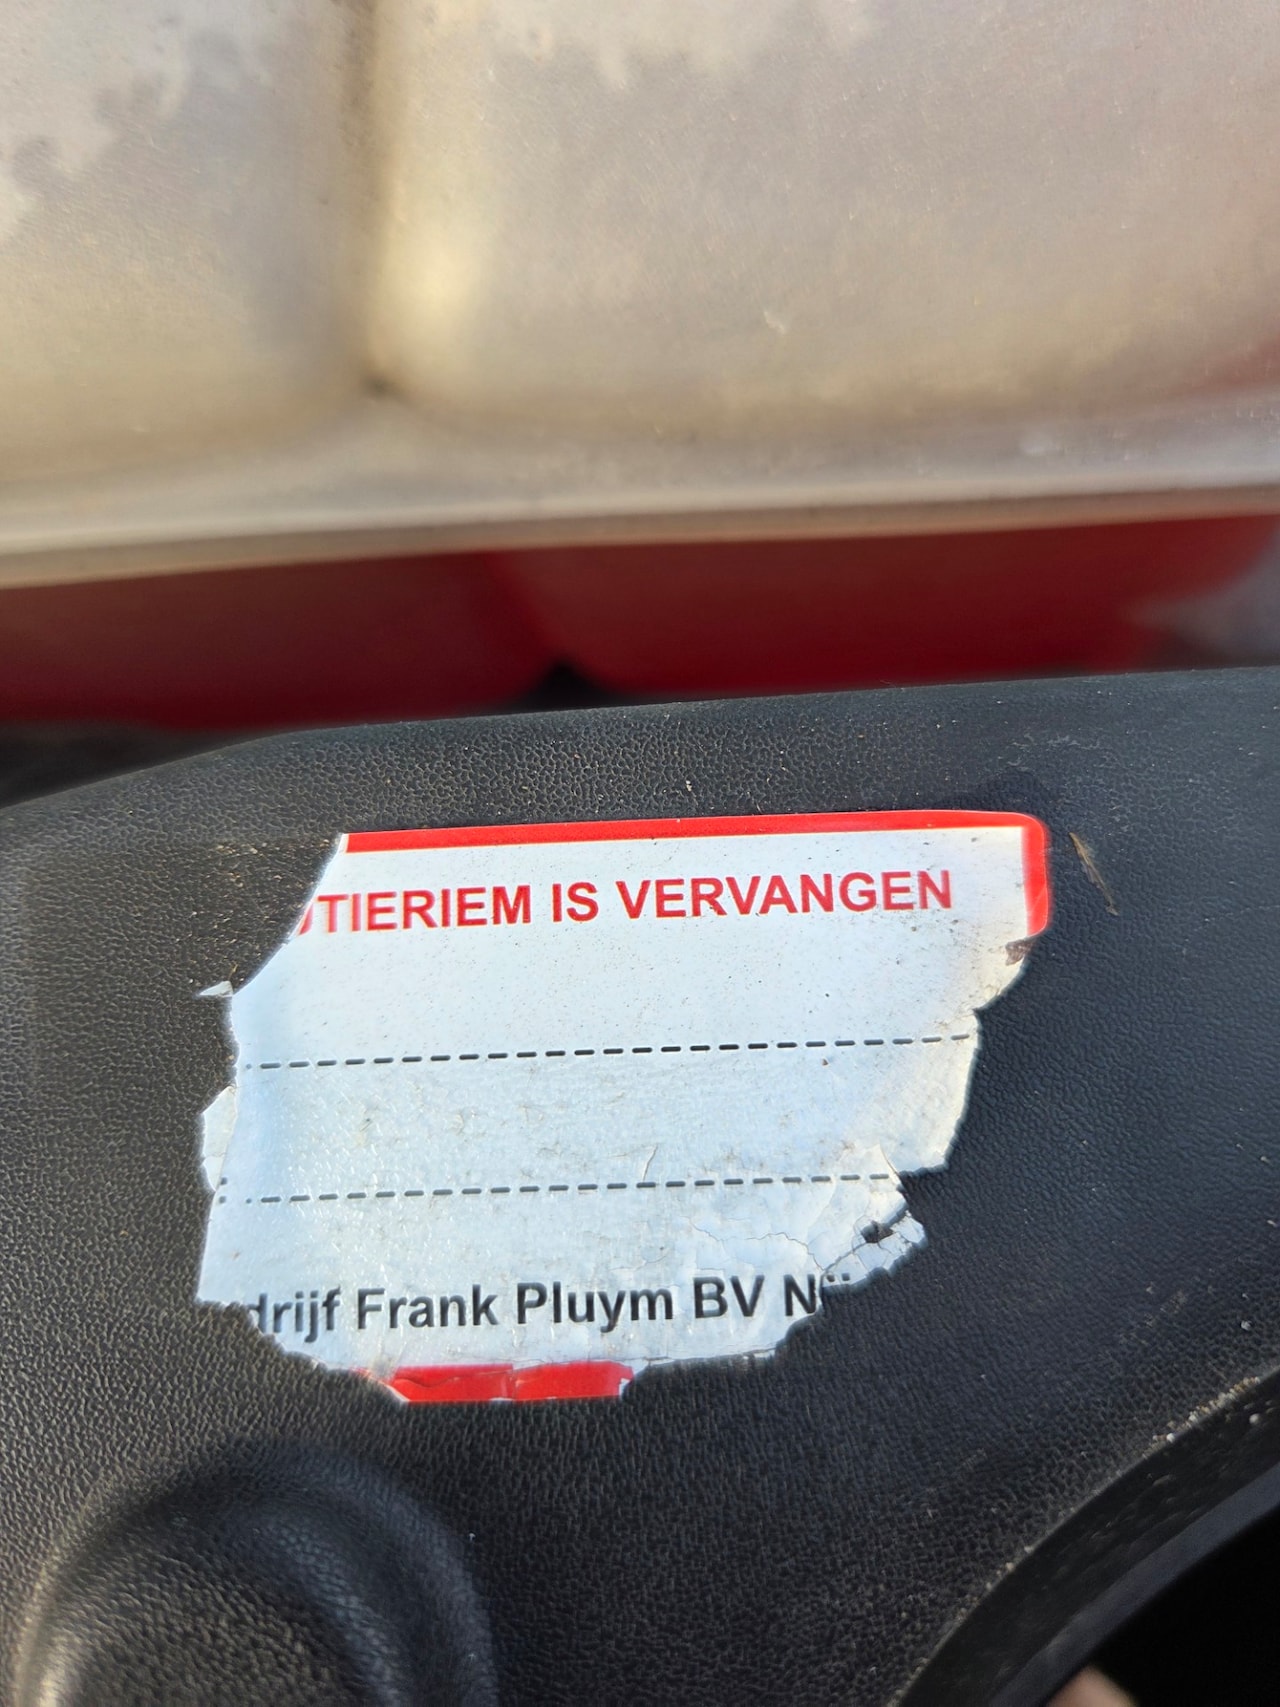 TIERIEM IS VERVANGEN
drijf Frank Pluym BV